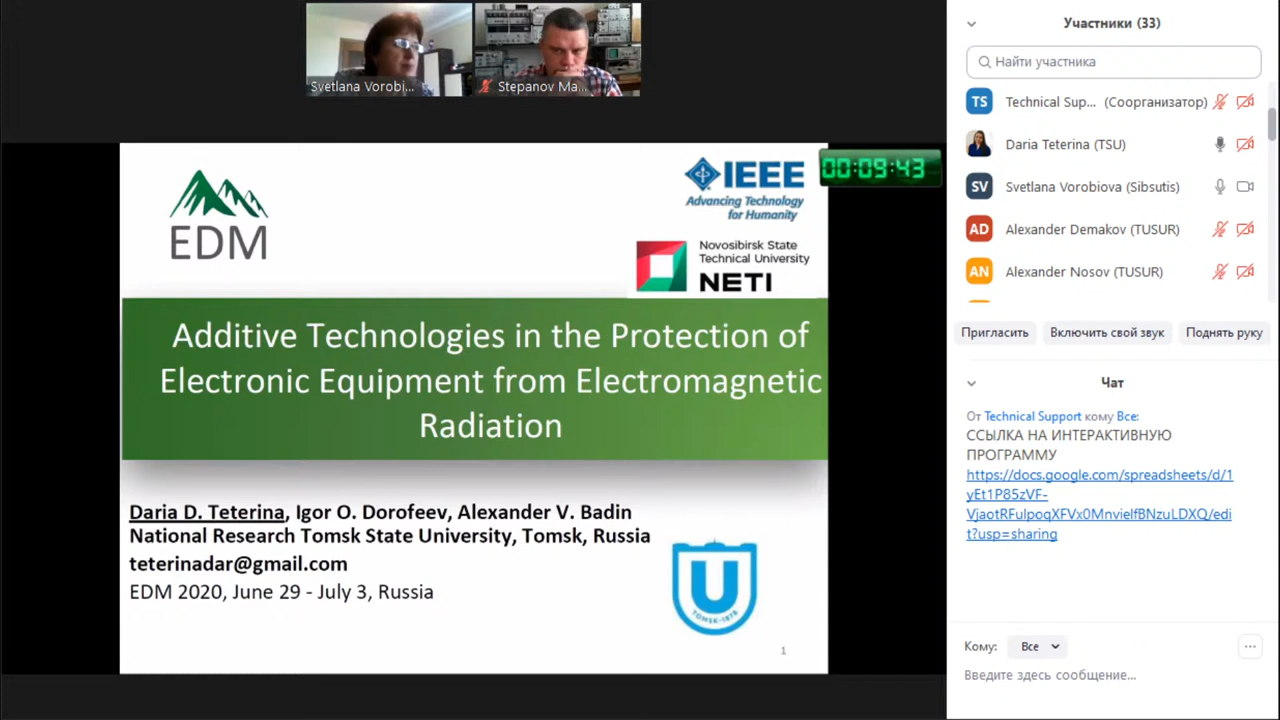 Svetlana Vorobi...
Stepanov Ma...
EDM
IEEE
Advancing Technology
for Humanity
00:09:43
Novosibirsk State
Technical University
NETI
Additive Technologies in the Protection of
Electronic Equipment from Electromagnetic
Radiation
Daria D. Teterina, Igor O. Dorofeev, Alexander V. Badin
National Research Tomsk State University, Tomsk, Russia
teterinadar@gmail.com
EDM 2020, June 29 - July 3, Russia
TOMSK·1878
1
Участники (33)
Найти участника
TS Technical Sup... (Соорганизатор)
Daria Teterina (TSU)
SV Svetlana Vorobiova (Sibsutis)
AD Alexander Demakov (TUSUR)
AN Alexander Nosov (TUSUR)
Пригласить Включить свой звук Поднять руку
Чат
От Technical Support кому Все:
ССЫЛКА НА ИНТЕРАКТИВНУЮ
ПРОГРАММУ
https://docs.google.com/spreadsheets/d/1
yEt1P85zVF-
VjaotRFulpoqXFVx0MnvielfBNzuLDXQ/edi
t?usp=sharing
Кому: Все
Введите здесь сообщение...